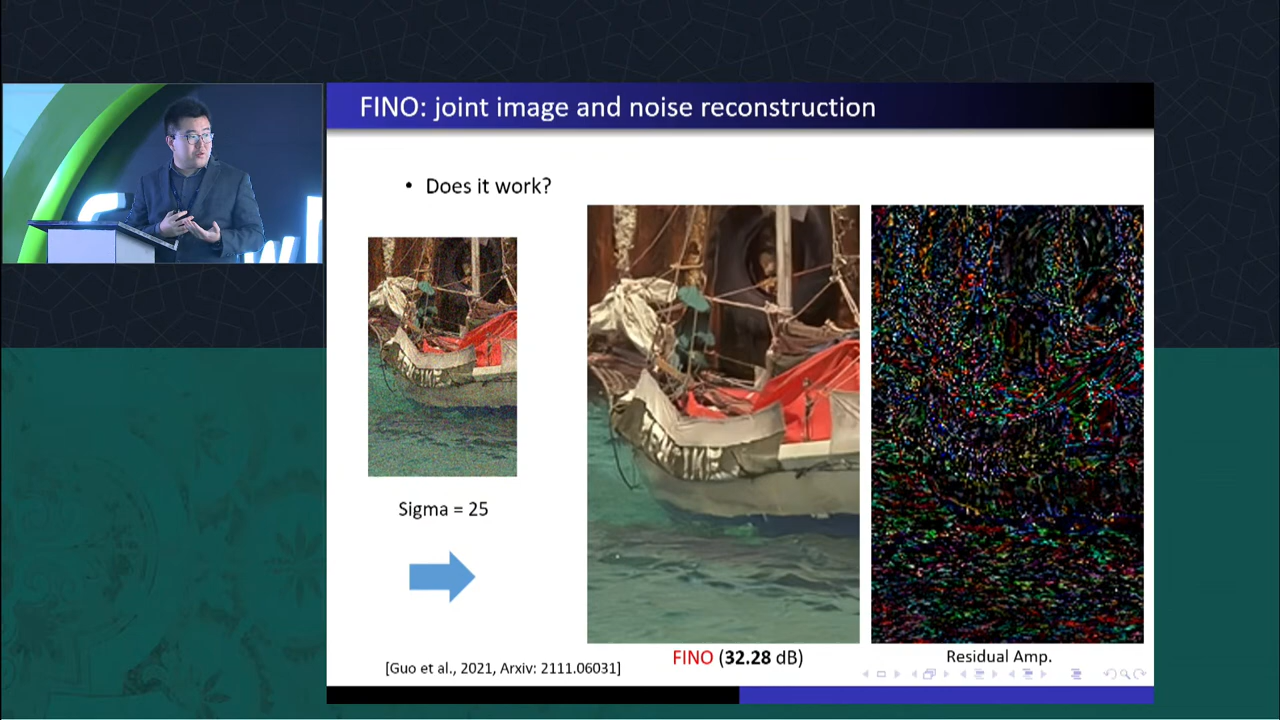 FINO: joint image and noise reconstruction
• Does it work?
Sigma = 25
FINO (32.28 dB)
Residual Amp.
[Guo et al., 2021, Arxiv: 2111.06031]